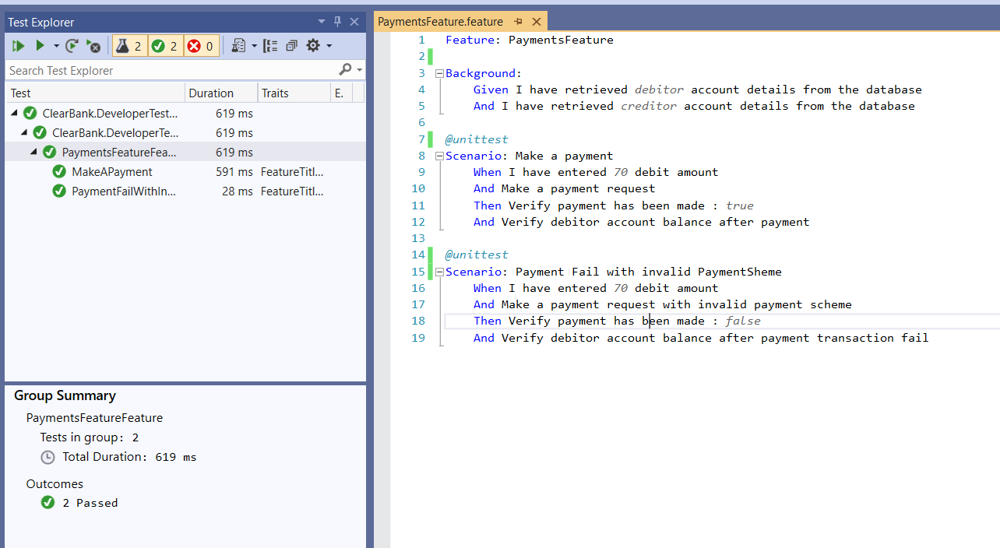 Test Explorer
2 2 0
Search Test Explorer
Test Duration Traits E.
ClearBank.DeveloperTest... 619 ms
ClearBank.DeveloperTe... 619 ms
PaymentsFeatureFea... 619 ms
MakeAPayment 591 ms FeatureTitl...
PaymentFailWithIn... 28 ms FeatureTitl...
Group Summary
PaymentsFeatureFeature
Tests in group: 2
Total Duration: 619 ms
Outcomes
2 Passed
PaymentsFeature.feature
1 Feature: PaymentsFeature
2
3 Background:
4 Given I have retrieved debitor account details from the database
5 And I have retrieved creditor account details from the database
6
7 @unittest
8 Scenario: Make a payment
9 When I have entered 70 debit amount
10 And Make a payment request
11 Then Verify payment has been made : true
12 And Verify debitor account balance after payment
13
14 @unittest
15 Scenario: Payment Fail with invalid PaymentSheme
16 When I have entered 70 debit amount
17 And Make a payment request with invalid payment scheme
18 Then Verify payment has been made : false
19 And Verify debitor account balance after payment transaction fail